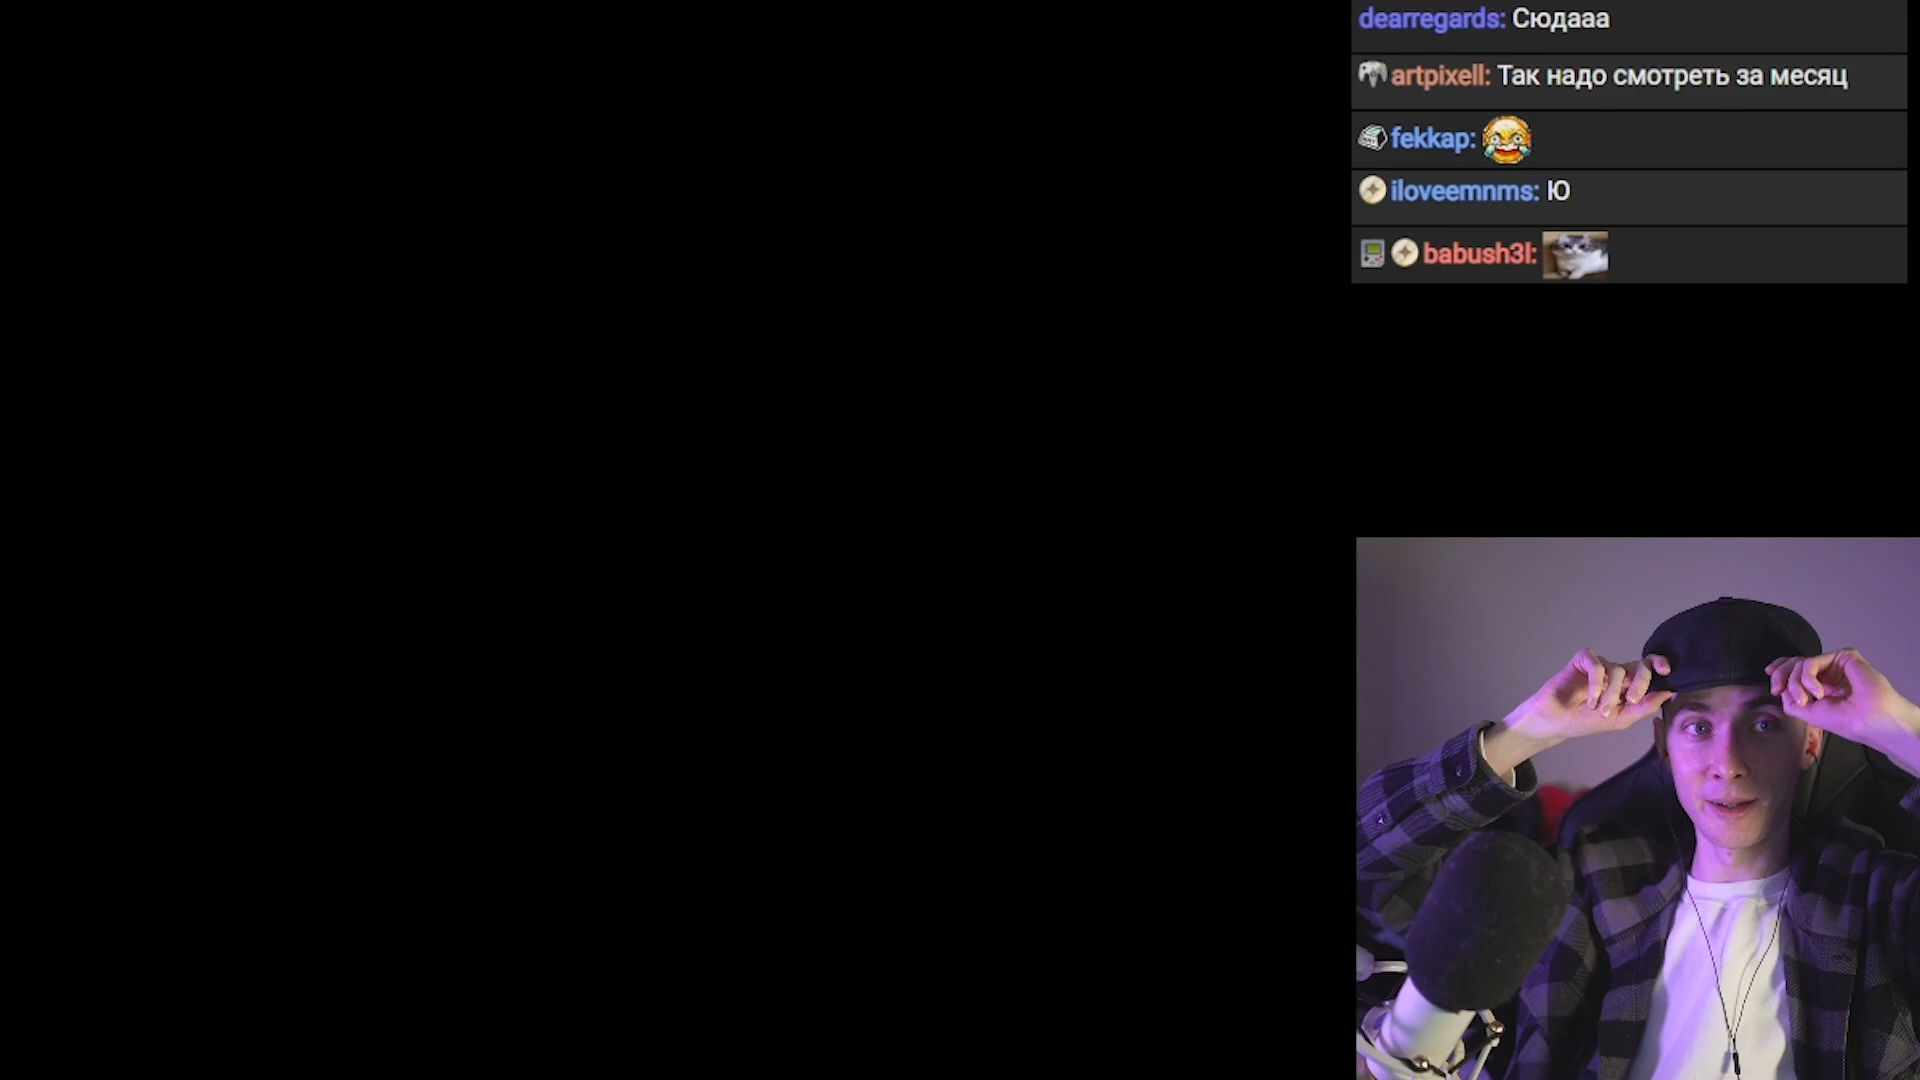 dearregards: Сюдааа
artpixell: Так надо смотреть за месяц
fekkap:
iloveemnms: Ю
babush3l: